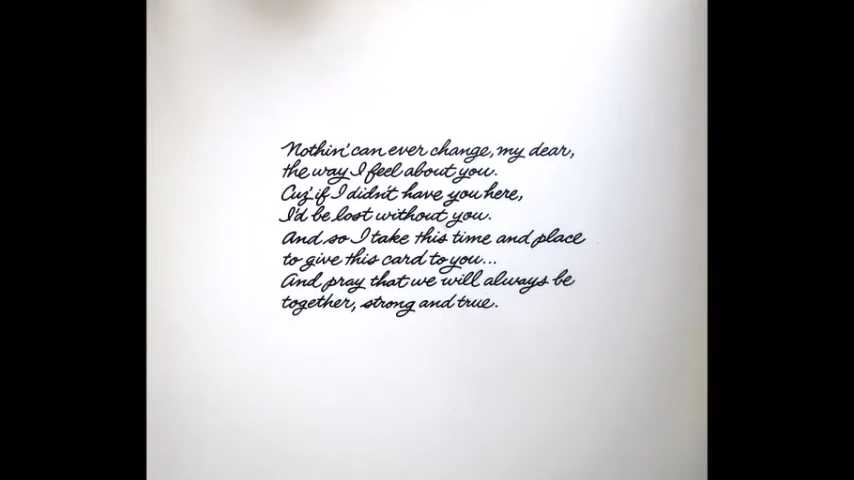 Nothin' can ever change, my dear,
the way I feel about you.
Cuz' if I didn't have you here,
I'd be lost without you.
And so I take this time and place
to give this card to you...
And pray that we will always be
together, strong and true.